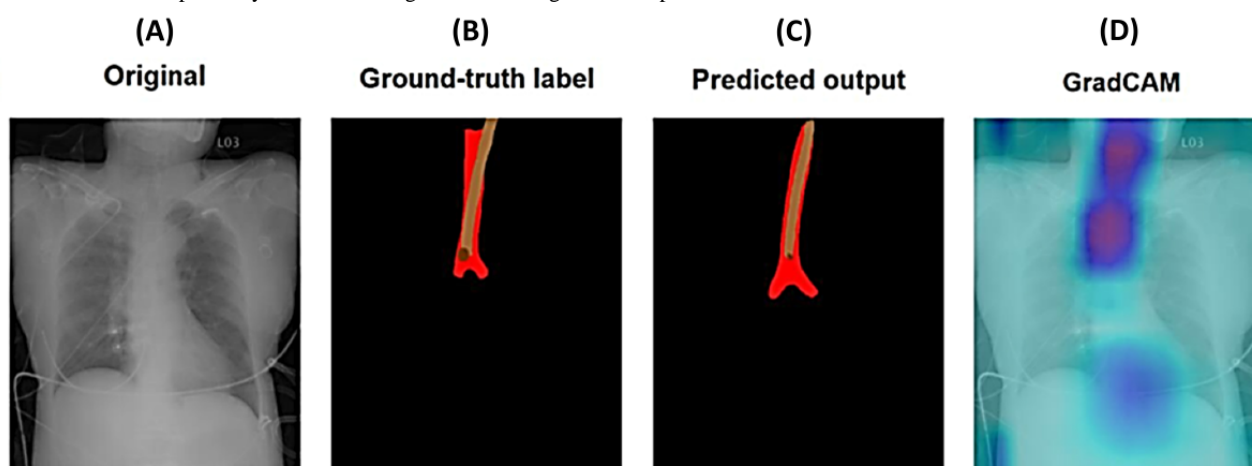 (A) (B) (C) (D)
Original Ground-truth label Predicted output GradCAM
L03 L03